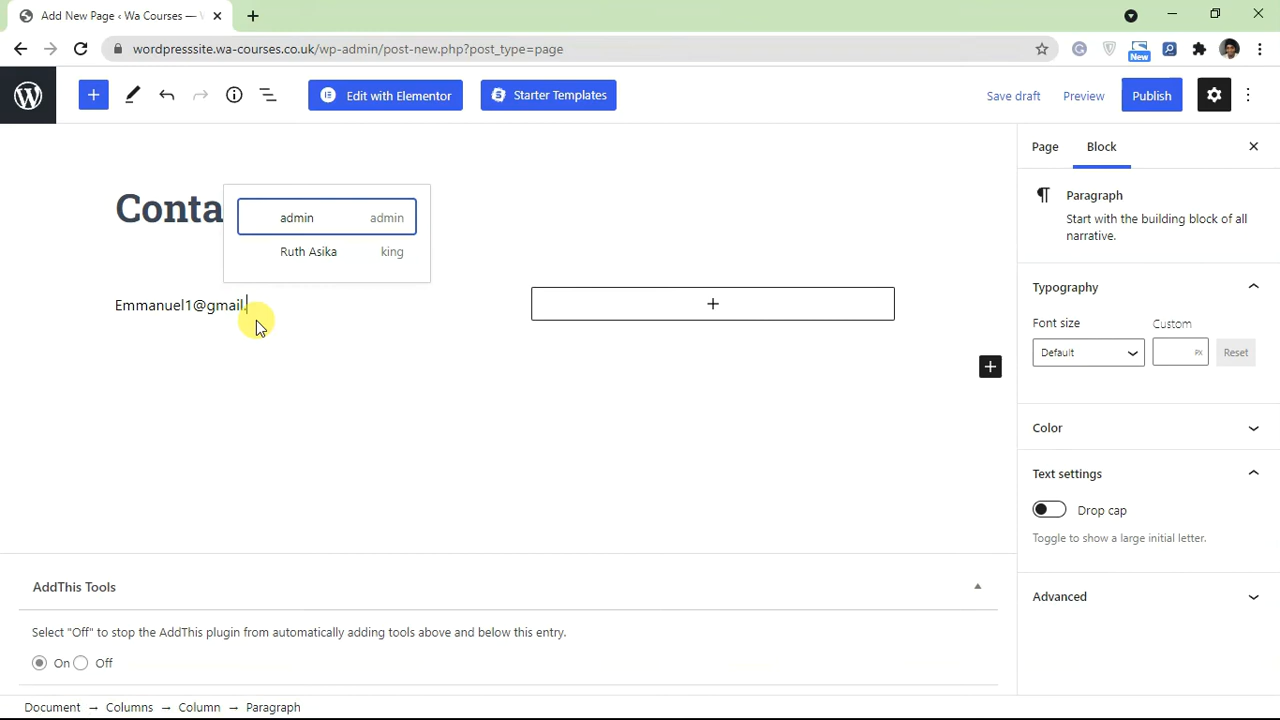 Add New Page ‹ Wa Courses —
wordpresssite.wa-courses.co.uk/wp-admin/post-new.php?post_type=page
New
Edit with Elementor
Starter Templates
Save draft
Preview
Publish
Page
Block
Conta
admin admin
Ruth Asika king
Emmanuel1@gmail.
Paragraph
Start with the building block of all
narrative.
Typography
Font size
Custom
Default
PX
Reset
Color
Text settings
Drop cap
Toggle to show a large initial letter.
Advanced
AddThis Tools
Select "Off" to stop the AddThis plugin from automatically adding tools above and below this entry.
On Off
Document → Columns → Column → Paragraph